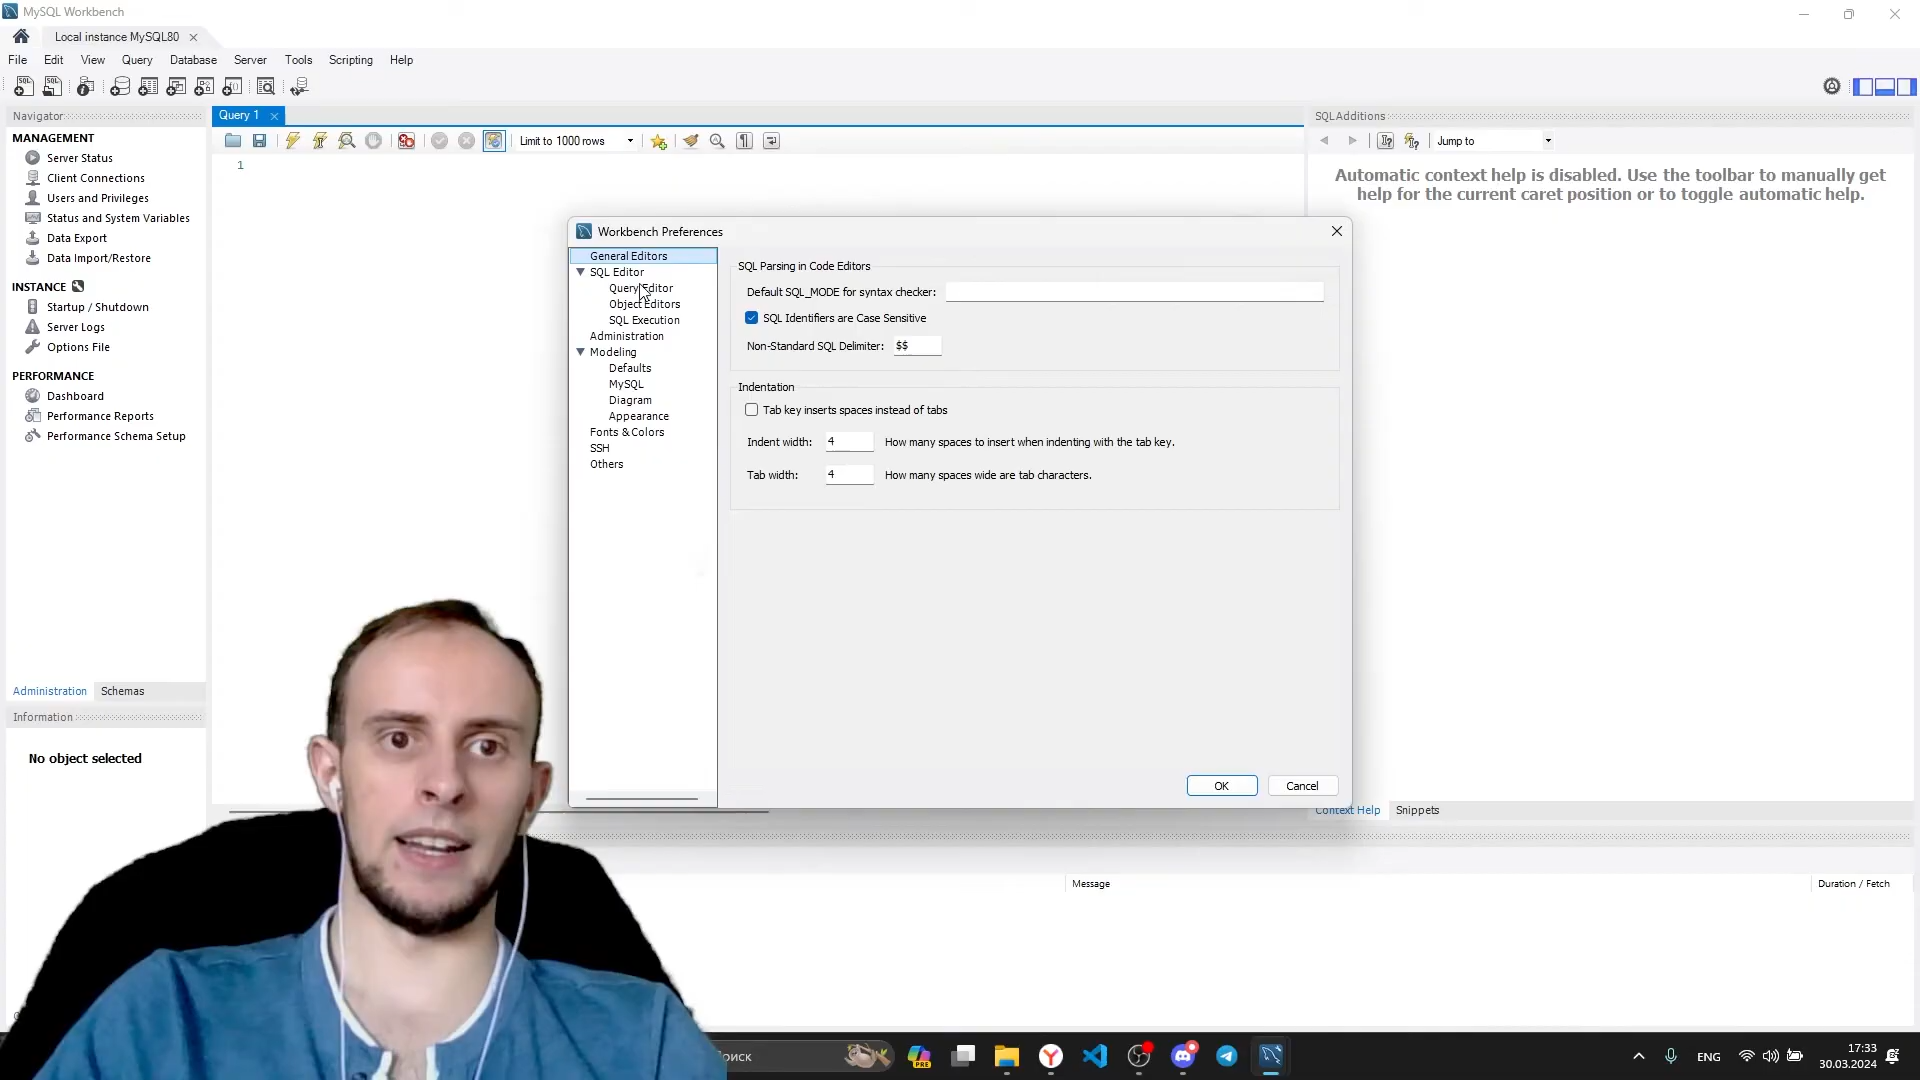 MySQL Workbench
Local instance MySQL80
File Edit View Query Database Server Tools Scripting Help
Navigator
MANAGEMENT
Server Status
Client Connections
Users and Privileges
Status and System Variables
Data Export
Data Import/Restore
INSTANCE
Startup / Shutdown
Server Logs
Options File
PERFORMANCE
Dashboard
Performance Reports
Performance Schema Setup
Administration Schemas
Information
No object selected
Query 1
Limit to 1000 rows
1
SQLAdditions
Jump to
Automatic context help is disabled. Use the toolbar to manually get
help for the current caret position or to toggle automatic help.
Workbench Preferences
General Editors
SQL Editor
Query Editor
Object Editors
SQL Execution
Administration
Modeling
Defaults
MySQL
Diagram
Appearance
Fonts & Colors
SSH
Others
SQL Parsing in Code Editors
Default SQL_MODE for syntax checker:
SQL Identifiers are Case Sensitive
Non-Standard SQL Delimiter: $$
Indentation
Tab key inserts spaces instead of tabs
Indent width: 4 How many spaces to insert when indenting with the tab key.
Tab width: 4 How many spaces wide are tab characters.
OK Cancel
Context Help Snippets
Message Duration / Fetch
PRE
ENG
17:33
30.03.2024